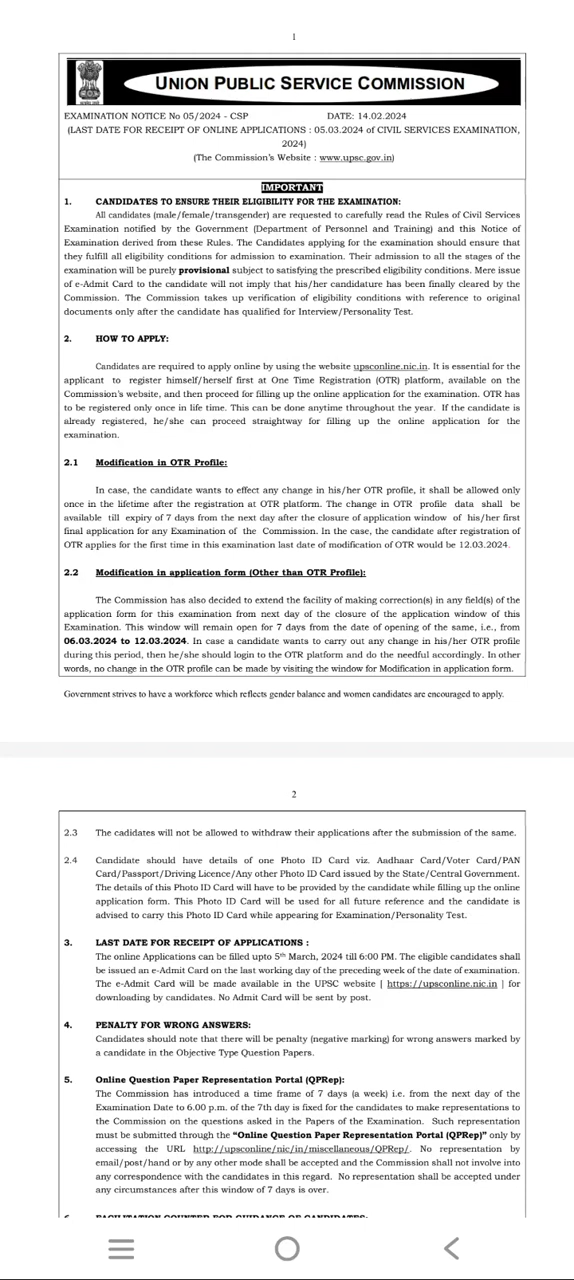 1
UNION PUBLIC SERVICE COMMISSION
EXAMINATION NOTICE No 05/2024 - CSP DATE: 14.02.2024
(LAST DATE FOR RECEIPT OF ONLINE APPLICATIONS : 05.03.2024 of CIVIL SERVICES EXAMINATION,
2024)
(The Commission's Website : www.upsc.gov.in)
IMPORTANT
1. CANDIDATES TO ENSURE THEIR ELIGIBILITY FOR THE EXAMINATION:
All candidates (male/female/transgender) are requested to carefully read the Rules of Civil Services
Examination notified by the Government (Department of Personnel and Training) and this Notice of
Examination derived from these Rules. The Candidates applying for the examination should ensure that
they fulfill all eligibility conditions for admission to examination. Their admission to all the stages of the
examination will be purely provisional subject to satisfying the prescribed eligibility conditions. Mere issue
of e-Admit Card to the candidate will not imply that his/her candidature has been finally cleared by the
Commission. The Commission takes up verification of eligibility conditions with reference to original
documents only after the candidate has qualified for Interview/Personality Test.
2. HOW TO APPLY:
Candidates are required to apply online by using the website upsconline.nic.in. It is essential for the
applicant to register himself/herself first at One Time Registration (OTR) platform, available on the
Commission's website, and then proceed for filling up the online application for the examination. OTR has
to be registered only once in life time. This can be done anytime throughout the year. If the candidate is
already registered, he/she can proceed straightway for filling up the online application for the
examination.
2.1 Modification in OTR Profile:
In case, the candidate wants to effect any change in his/her OTR profile, it shall be allowed only
once in the lifetime after the registration at OTR platform. The change in OTR profile data shall be
available till expiry of 7 days from the next day after the closure of application window of his/her first
final application for any Examination of the Commission. In the case, the candidate after registration of
OTR applies for the first time in this examination last date of modification of OTR would be 12.03.2024.
2.2 Modification in application form (Other than OTR Profile):
The Commission has also decided to extend the facility of making correction(s) in any field(s) of the
application form for this examination from next day of the closure of the application window of this
Examination. This window will remain open for 7 days from the date of opening of the same, i.e., from
06.03.2024 to 12.03.2024. In case a candidate wants to carry out any change in his/her OTR profile
during this period, then he/she should login to the OTR platform and do the needful accordingly. In other
words, no change in the OTR profile can be made by visiting the window for Modification in application form.
Government strives to have a workforce which reflects gender balance and women candidates are encouraged to apply.
2
2.3 The cadidates will not be allowed to withdraw their applications after the submission of the same.
2.4 Candidate should have details of one Photo ID Card viz. Aadhaar Card/Voter Card/PAN
Card/Passport/Driving Licence/Any other Photo ID Card issued by the State/Central Government.
The details of this Photo ID Card will have to be provided by the candidate while filling up the online
application form. This Photo ID Card will be used for all future reference and the candidate is
advised to carry this Photo ID Card while appearing for Examination/Personality Test.
3. LAST DATE FOR RECEIPT OF APPLICATIONS :
The online Applications can be filled upto 5th March, 2024 till 6:00 PM. The eligible candidates shall
be issued an e-Admit Card on the last working day of the preceding week of the date of examination.
The e-Admit Card will be made available in the UPSC website [ https://upsconline.nic.in ] for
downloading by candidates. No Admit Card will be sent by post.
4. PENALTY FOR WRONG ANSWERS:
Candidates should note that there will be penalty (negative marking) for wrong answers marked by
a candidate in the Objective Type Question Papers.
5. Online Question Paper Representation Portal (QPRep):
The Commission has introduced a time frame of 7 days (a week) i.e. from the next day of the
Examination Date to 6.00 p.m. of the 7th day is fixed for the candidates to make representations to
the Commission on the questions asked in the Papers of the Examination. Such representation
must be submitted through the "Online Question Paper Representation Portal (QPRep)" only by
accessing the URL http://upsconline/nic/in/miscellaneous/QPRep/. No representation by
email/post/hand or by any other mode shall be accepted and the Commission shall not involve into
any correspondence with the candidates in this regard. No representation shall be accepted under
any circumstances after this window of 7 days is over.
6. FACILITATION COUNTER FOR GUIDANCE OF CANDIDATES: